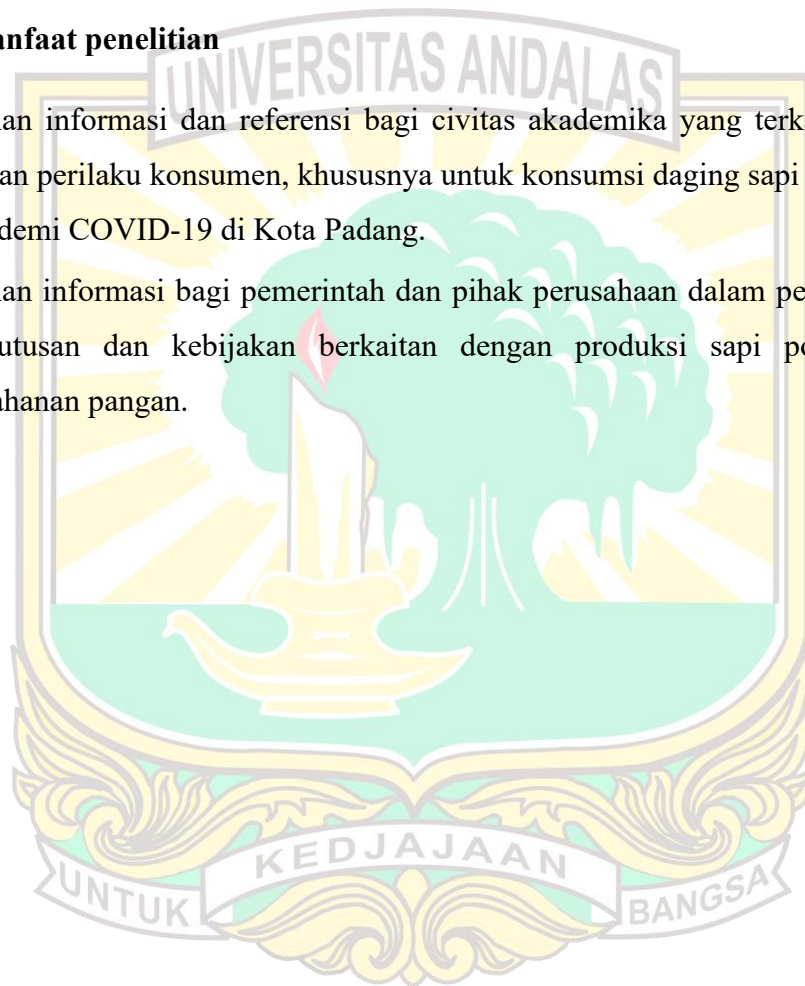 anfaat penelitian
UNIVERSITAS ANDALAS
an informasi dan referensi bagi civitas akademika yang terk
an perilaku konsumen, khususnya untuk konsumsi daging sapi
demi COVID-19 di Kota Padang.
an informasi bagi pemerintah dan pihak perusahaan dalam pe
utusan dan kebijakan berkaitan dengan produksi sapi po
ahanan pangan.
UNTUK KEDJAJAAN BANGSA